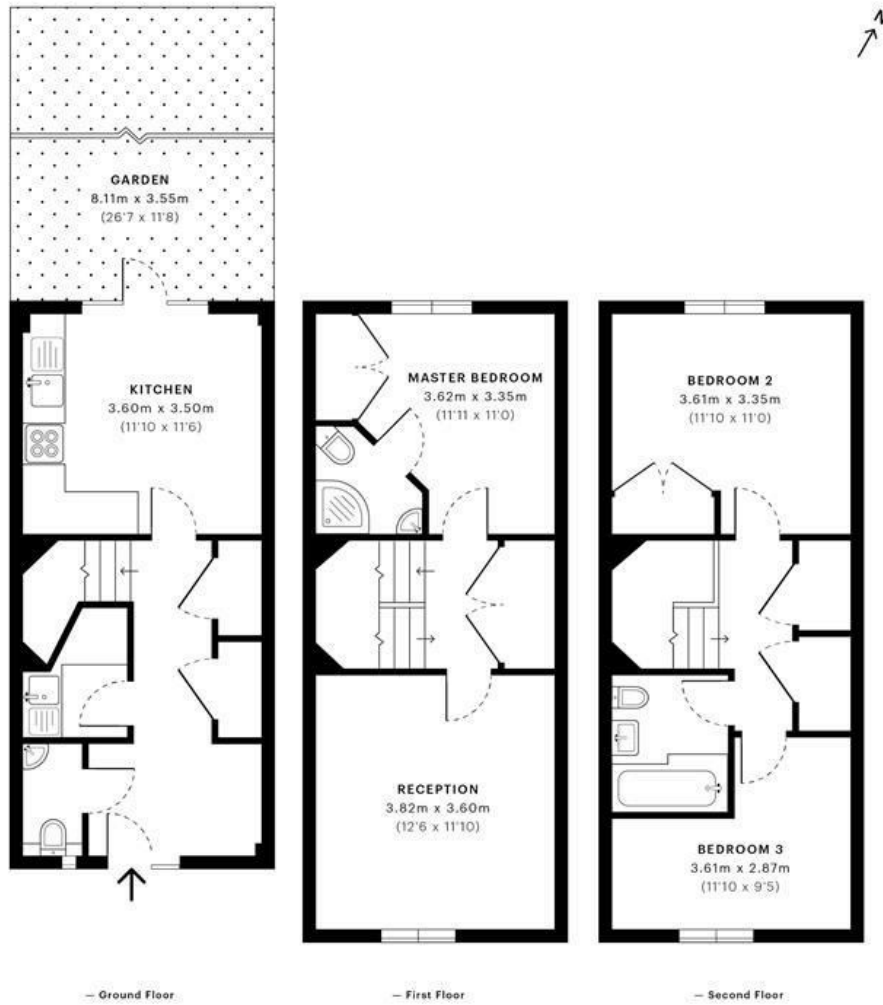 N
GARDEN
8.11m x 3.55m
(26'7 x 11'8)
KITCHEN
3.60m x 3.50m
(11'10 x 11'6)
MASTER BEDROOM
3.62m x 3.35m
(11'11 x 11'0)
BEDROOM 2
3.61m x 3.35m
(11'10 x 11'0)
RECEPTION
3.82m x 3.60m
(12'6 x 11'10)
BEDROOM 3
3.61m x 2.87m
(11'10 x 9'5)
— Ground Floor
— First Floor
— Second Floor